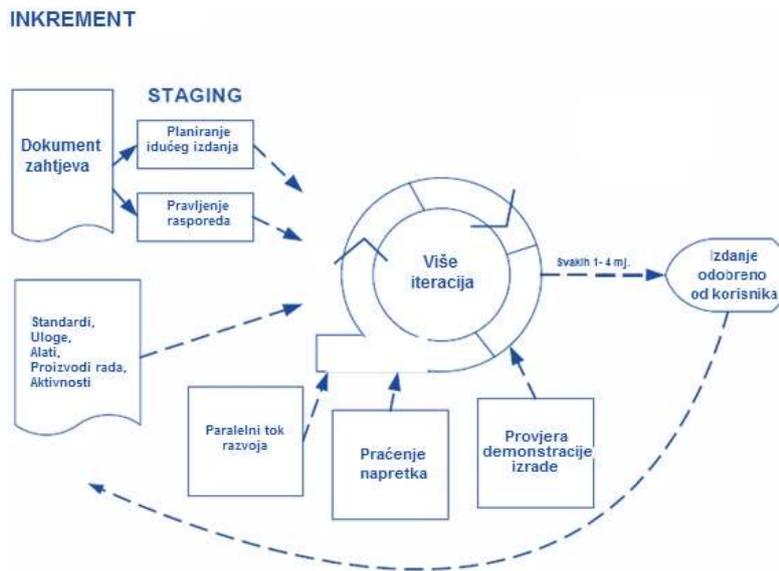 INKREMENT
STAGING
Dokument
zahtjeva
Planiranje
idućeg izdanja
Pravljenje
rasporeda
Više
iteracija
Svakih 1- 4 mj.
Izdanje
odobreno
od korisnika
Standardi,
Uloge,
Alati,
Proizvodi rada,
Aktivnosti
Paralelni tok
razvoja
Praćenje
napretka
Provjera
demonstracije
izrade